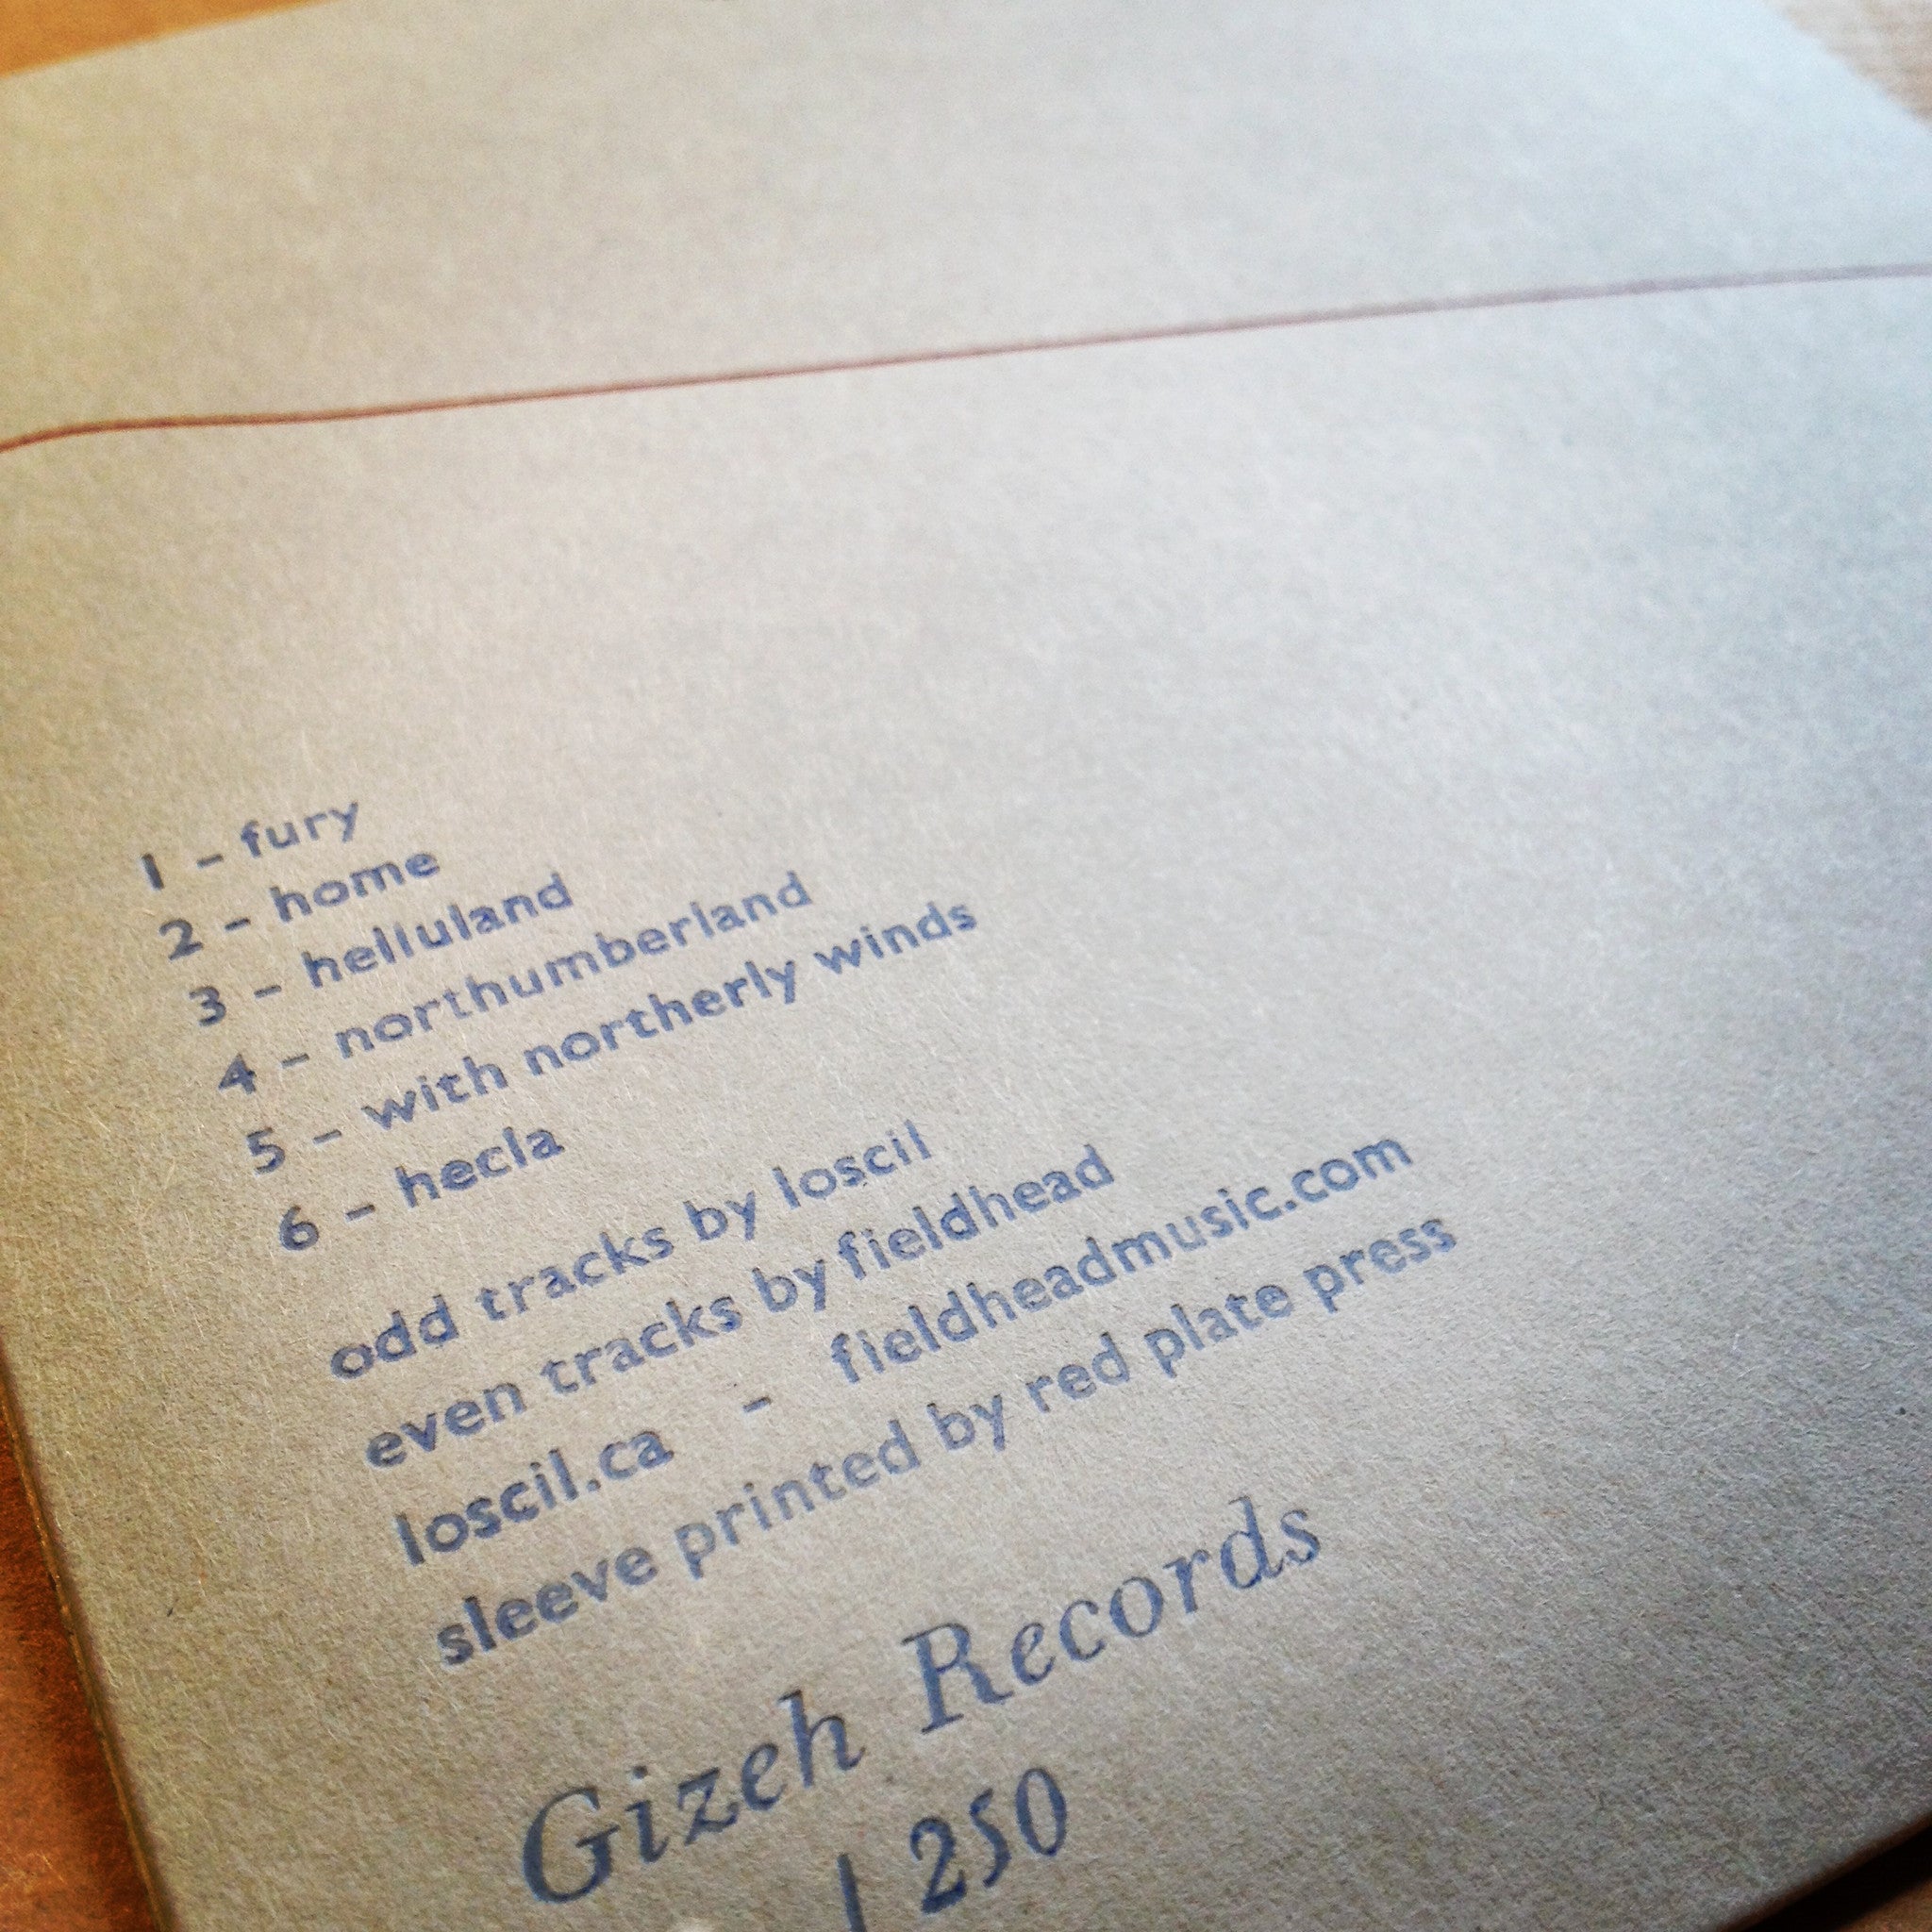 1 - fury
2 - home
3 - helluland
4 - northumberland
5 - with northerly winds
6 - hecla
odd tracks by loscil
even tracks by fieldhead
loscil.ca - fieldheadmusic.com
sleeve printed by red plate press
Gizeh Records
| 250